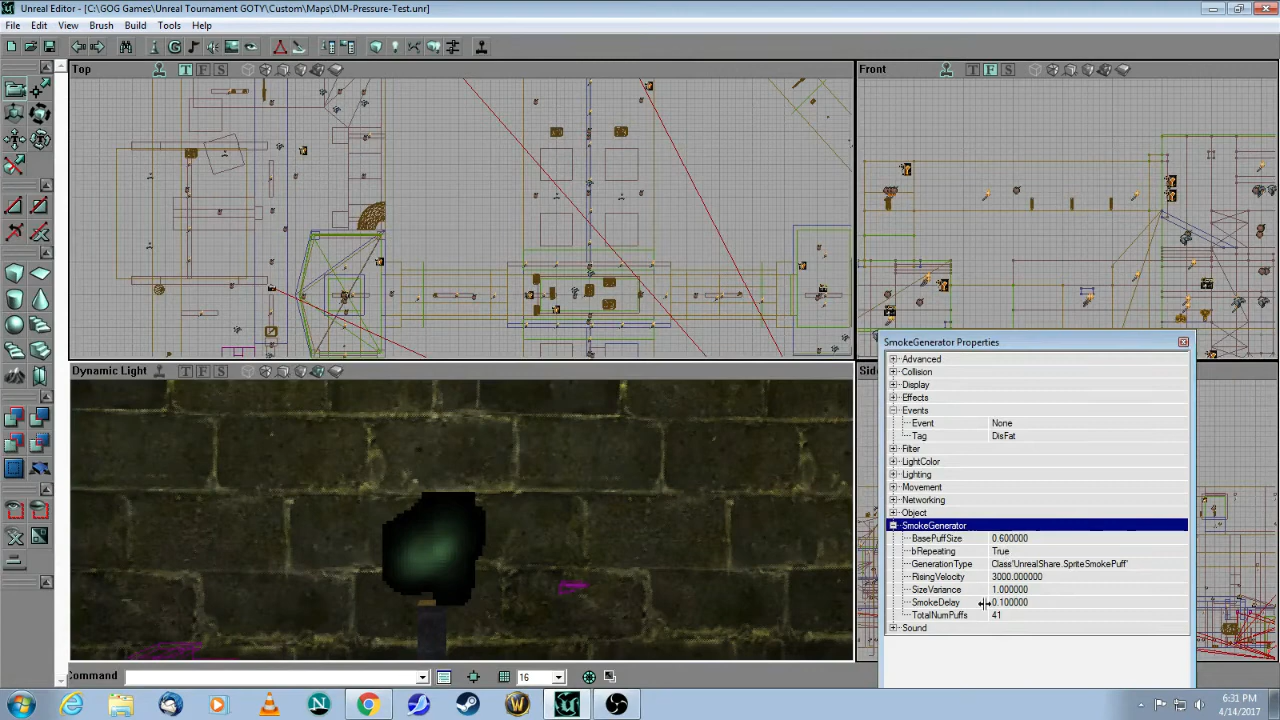 Unreal Editor - [C:\GOG Games\Unreal Tournament GOTY\Custom\Maps\DM-Pressure-Test.unr]
File Edit View Brush Build Tools Help
Top
T F S
Front
T F S
Dynamic Light
T F S
Sid
SmokeGenerator Properties
Advanced
Collision
Display
Effects
Events
Event None
Tag DisFat
Filter
LightColor
Lighting
Movement
Networking
Object
SmokeGenerator
BasePuffSize 0.600000
bRepeating True
GenerationType Class'UnrealShare.SpriteSmokePuff'
RisingVelocity 3000.000000
SizeVariance 1.000000
SmokeDelay 0.100000
TotalNumPuffs 41
Sound
Command
16
6:31 PM
4/14/2017